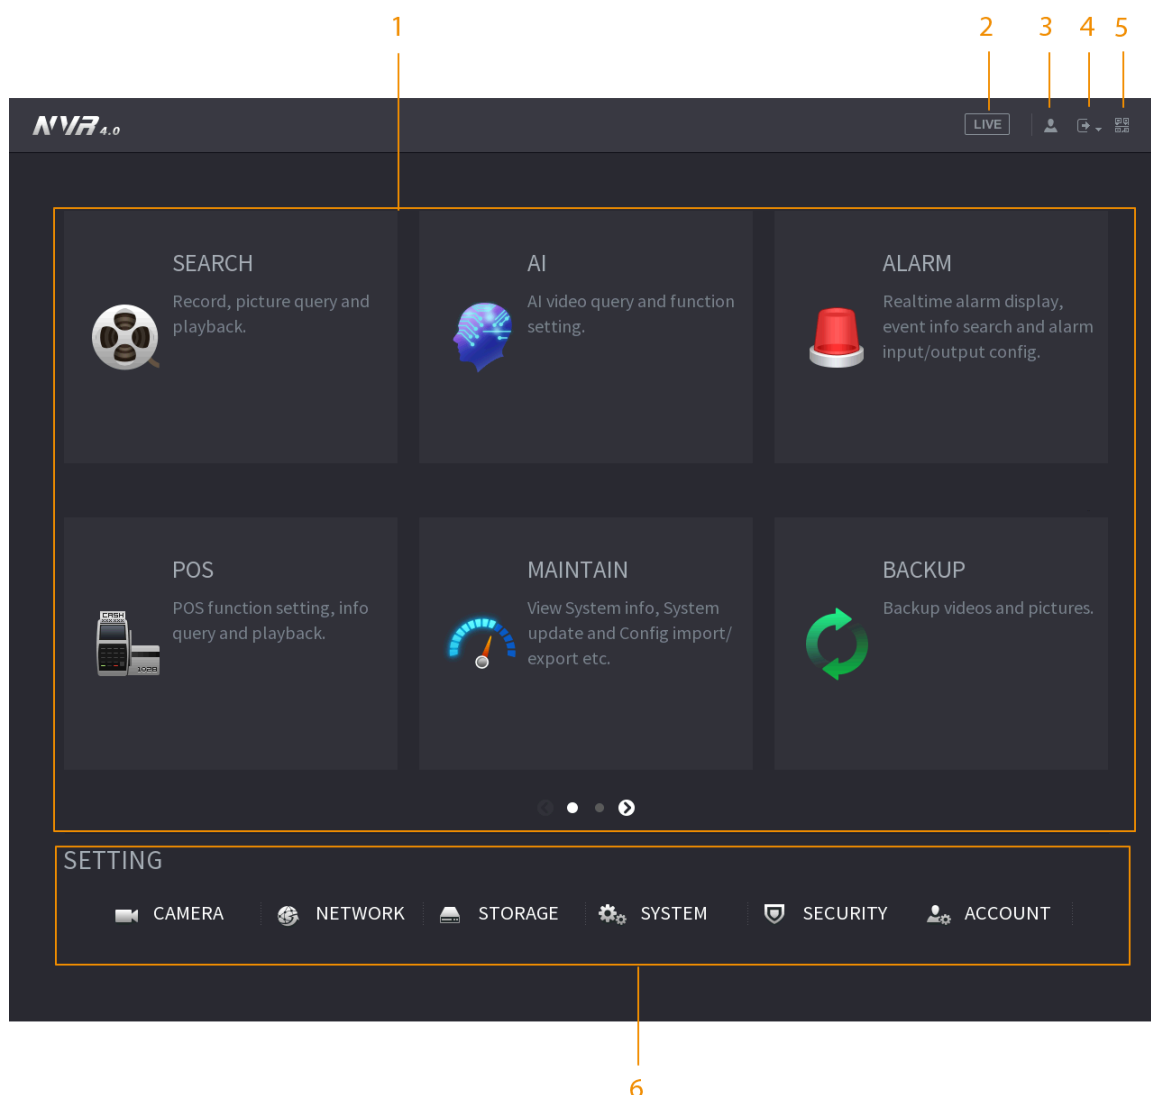 1
2 3 4 5
NVR 4.0
LIVE
SEARCH
Record, picture query and
playback.
AI
AI video query and function
setting.
ALARM
Realtime alarm display,
event info search and alarm
input/output config.
POS
POS function setting, info
query and playback.
CASH
1028
MAINTAIN
View System info, System
update and Config import/
export etc.
BACKUP
Backup videos and pictures.
SETTING
CAMERA NETWORK STORAGE SYSTEM SECURITY ACCOUNT
6